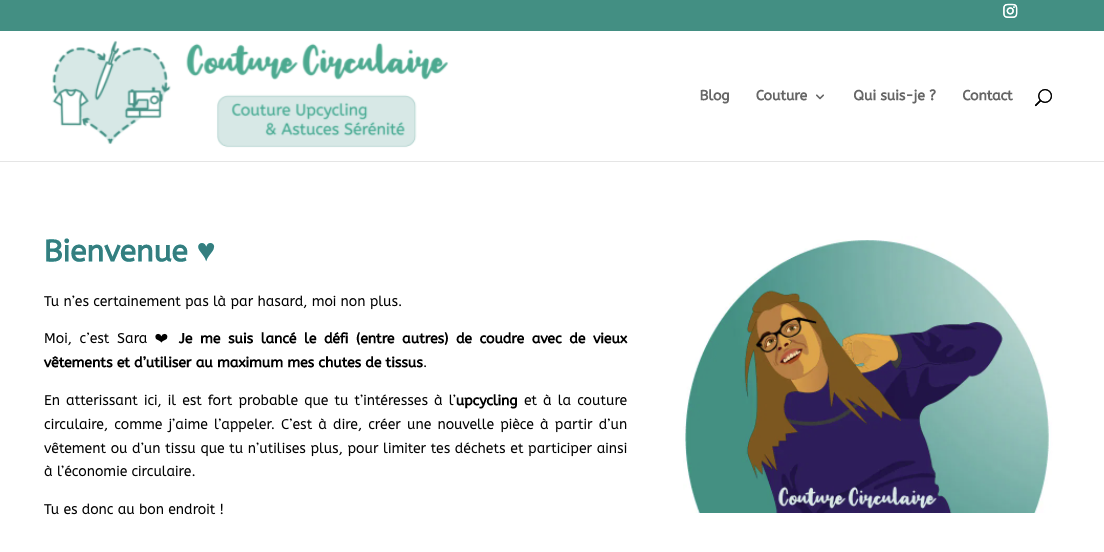 Couture Circulaire
Couture Upcycling
& Astuces Sérénité
Blog
Couture
Qui suis-je ?
Contact
Bienvenue ♥
Tu n'es certainement pas là par hasard, moi non plus.
Moi, c'est Sara ❤ Je me suis lancé le défi (entre autres) de coudre avec de vieux
vêtements et d'utiliser au maximum mes chutes de tissus.
En atterissant ici, il est fort probable que tu t'intéresses à l'upcycling et à la couture
circulaire, comme j'aime l'appeler. C'est à dire, créer une nouvelle pièce à partir d'un
vêtement ou d'un tissu que tu n'utilises plus, pour limiter tes déchets et participer ainsi
à l'économie circulaire.
Tu es donc au bon endroit !
Couture Circulaire